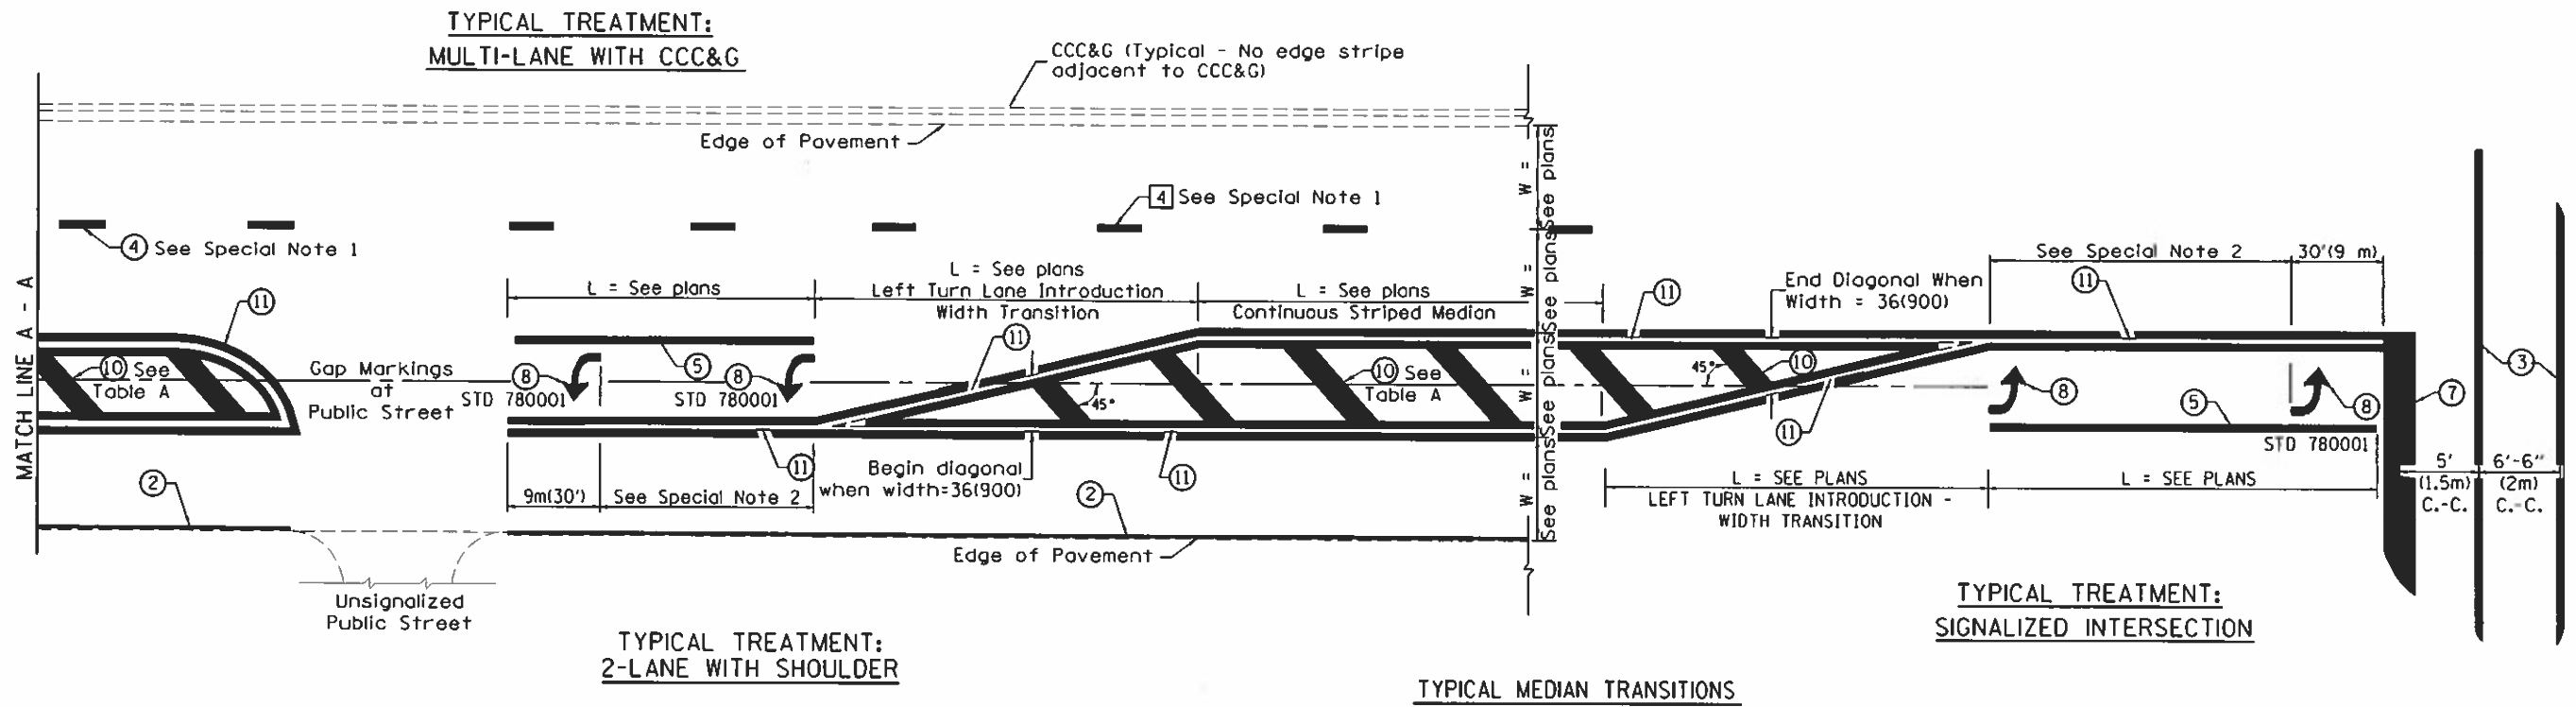 TYPICAL TREATMENT:
MULTI-LANE WITH CCC&G
CCC&G (Typical - No edge stripe
adjacent to CCC&G)
Edge of Pavement
4 See Special Note 1
4 See Special Note 1
MATCH LINE A - A
11
10 See
Table A
Gap Markings
at
Public Street
2
Unsignalized
Public Street
L = See plans
5
8
STD 780001
8
STD 780001
11
9m(30')
See Special Note 2
L = See plans
Left Turn Lane Introduction
Width Transition
11
45°
Begin diagonal
when width=36(900)
11
2
Edge of Pavement
L = See plans
Continuous Striped Median
10 See
Table A
W =
See plans
W =
See plans
W =
See plans
W =
See plans
11
End Diagonal When
Width = 36(900)
45°
10
11
L = SEE PLANS
LEFT TURN LANE INTRODUCTION -
WIDTH TRANSITION
See Special Note 2
30'(9 m)
11
8
8
5
STD 780001
L = SEE PLANS
7
3
5'
(1.5m)
C.-C.
6'-6"
(2m)
C.-C.
TYPICAL TREATMENT:
2-LANE WITH SHOULDER
TYPICAL TREATMENT:
SIGNALIZED INTERSECTION
TYPICAL MEDIAN TRANSITIONS